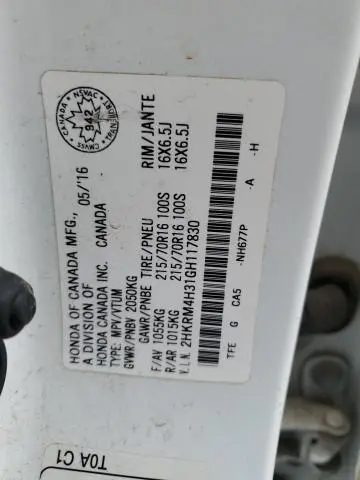 HONDA OF CANADA MFG., 05/'16
A DIVISION OF
HONDA CANADA INC. CANADA
TYPE: MPV/VTUM
GVWR/PNBV 2050KG
GAWR/PNBE TIRE/PNEU RIM/JANTE
F/AV 1055KG 215/70R16 100S 16X6.5J
R/AR 1015KG 215/70R16 100S 16X6.5J
V.I.N. 2HKRM4H31GH117830
TFE G CA5 -NH677P -A -H
CANADA
NSVAC
TRANSPORT
CMVSS
942
T0A C1